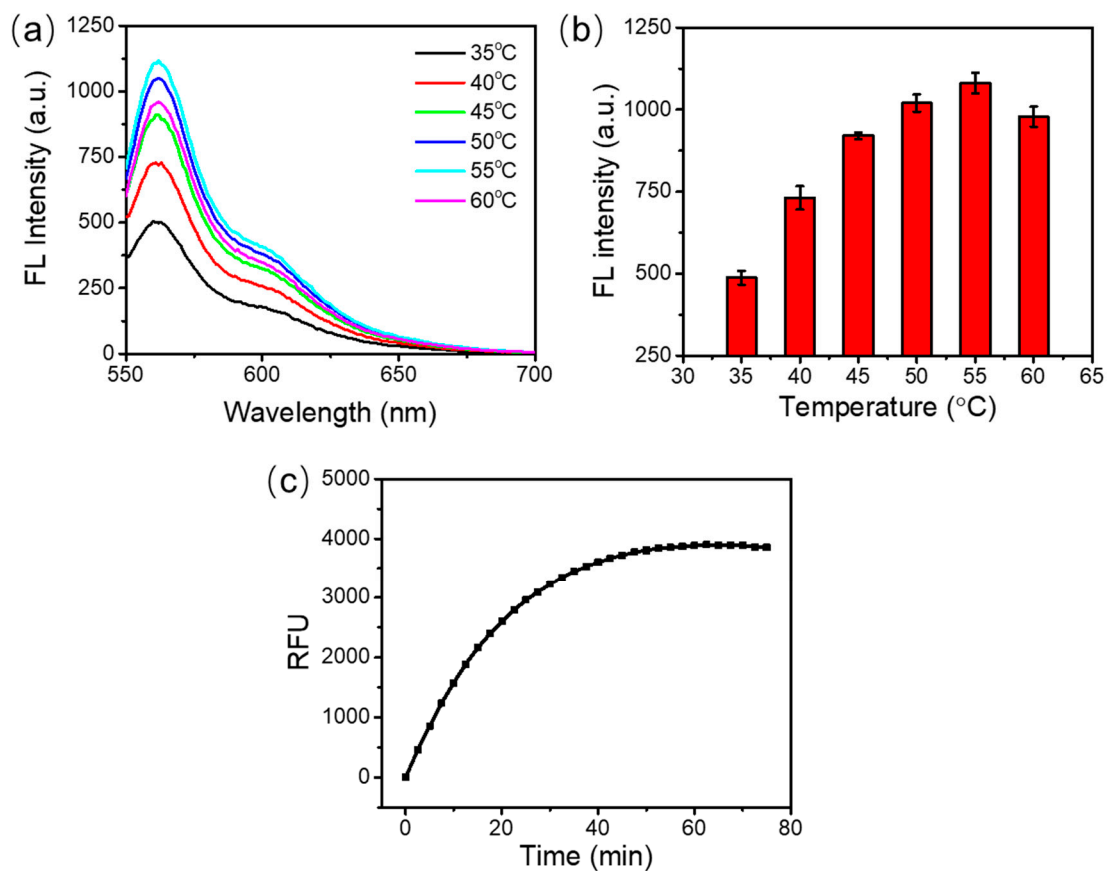 (a)
FL Intensity (a.u.)
1250
1000
750
500
250
0
550 600 650 700
Wavelength (nm)
35°C
40°C
45°C
50°C
55°C
60°C
(b)
FL intensity (a.u.)
1250
1000
750
500
250
30 35 40 45 50 55 60 65
Temperature (°C)
(c)
RFU
5000
4000
3000
2000
1000
0
0 20 40 60 80
Time (min)